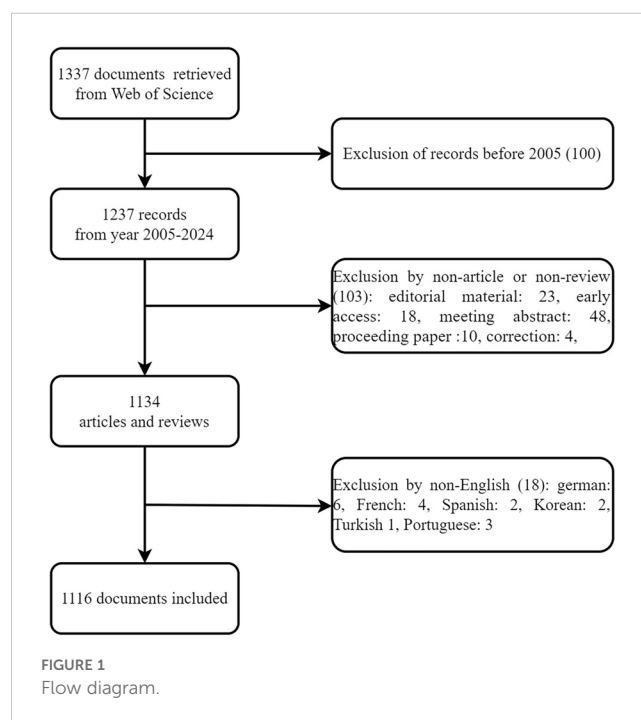 1337 documents retrieved
from Web of Science
Exclusion of records before 2005 (100)
1237 records
from year 2005-2024
Exclusion by non-article or non-review
(103): editorial material: 23, early
access: 18, meeting abstract: 48,
proceeding paper :10, correction: 4,
1134
articles and reviews
Exclusion by non-English (18): german:
6, French: 4, Spanish: 2, Korean: 2,
Turkish 1, Portuguese: 3
1116 documents included
FIGURE 1
Flow diagram.